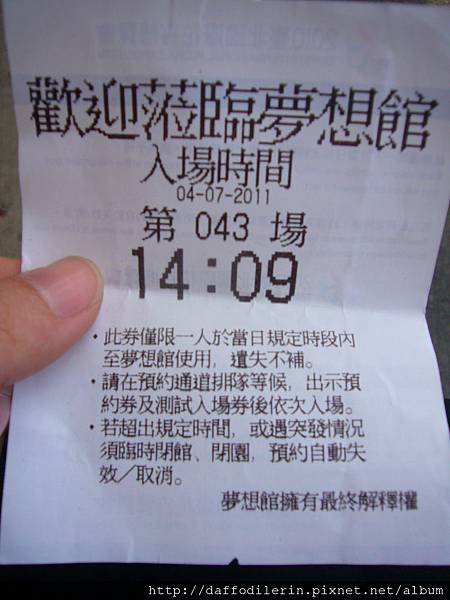 歡迎蒞臨夢想館
入場時間
04-07-2011
第 043 場
14:09
・此券僅限一人於當日規定時段內
至夢想館使用，遺失不補。
・請在預約通道排隊等候，出示預
約券及測試入場券後依次入場。
・若超出規定時間，或遇突發情況
須臨時閉館、閉園，預約自動失
效／取消。
夢想館擁有最終解釋權
http://daffodilerin.pixnet.net/album